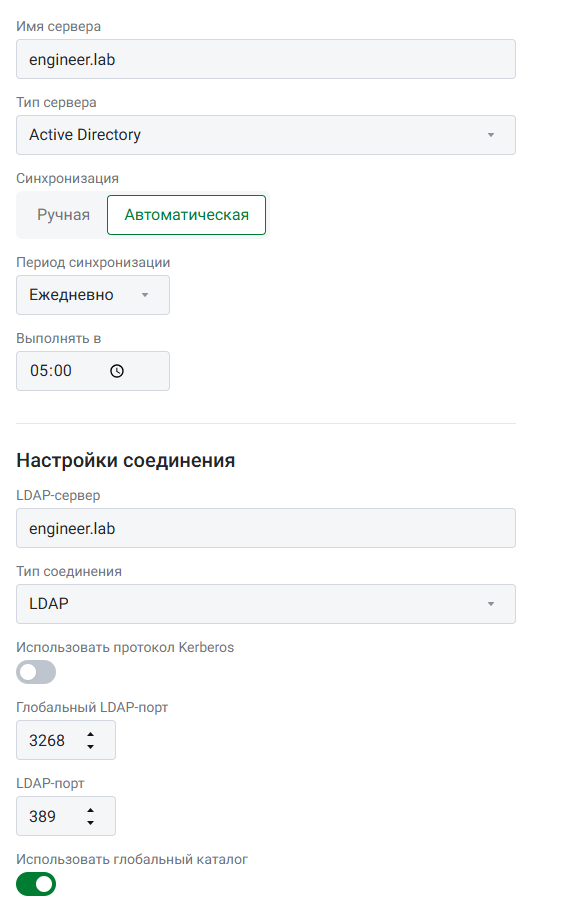 Имя сервера
engineer.lab
Тип сервера
Active Directory
Синхронизация
Ручная Автоматическая
Период синхронизации
Ежедневно
Выполнять в
05:00
Настройки соединения
LDAP-сервер
engineer.lab
Тип соединения
LDAP
Использовать протокол Kerberos
Глобальный LDAP-порт
3268
LDAP-порт
389
Использовать глобальный каталог